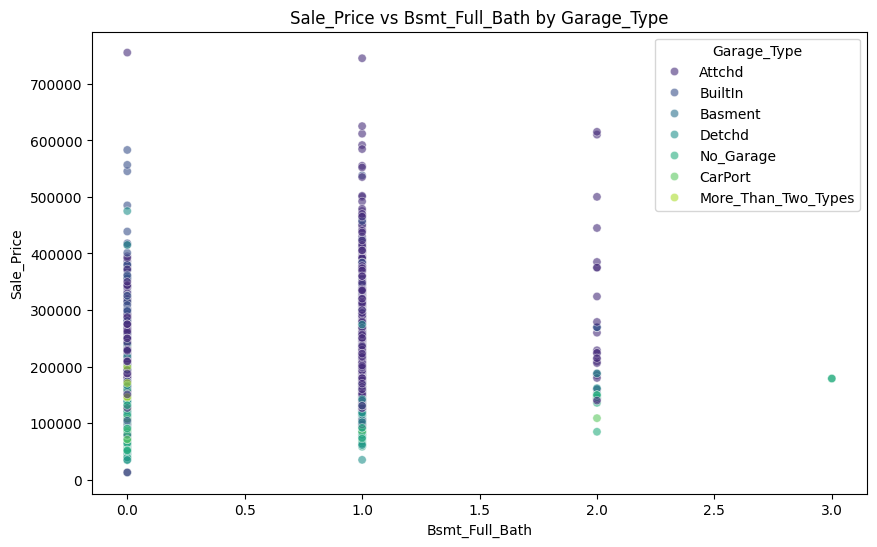 Sale_Price vs Bsmt_Full_Bath by Garage_Type
Garage_Type
Attchd
BuiltIn
Basment
Detchd
No_Garage
CarPort
More_Than_Two_Types
Sale_Price
700000
600000
500000
400000
300000
200000
100000
0
0.0 0.5 1.0 1.5 2.0 2.5 3.0
Bsmt_Full_Bath